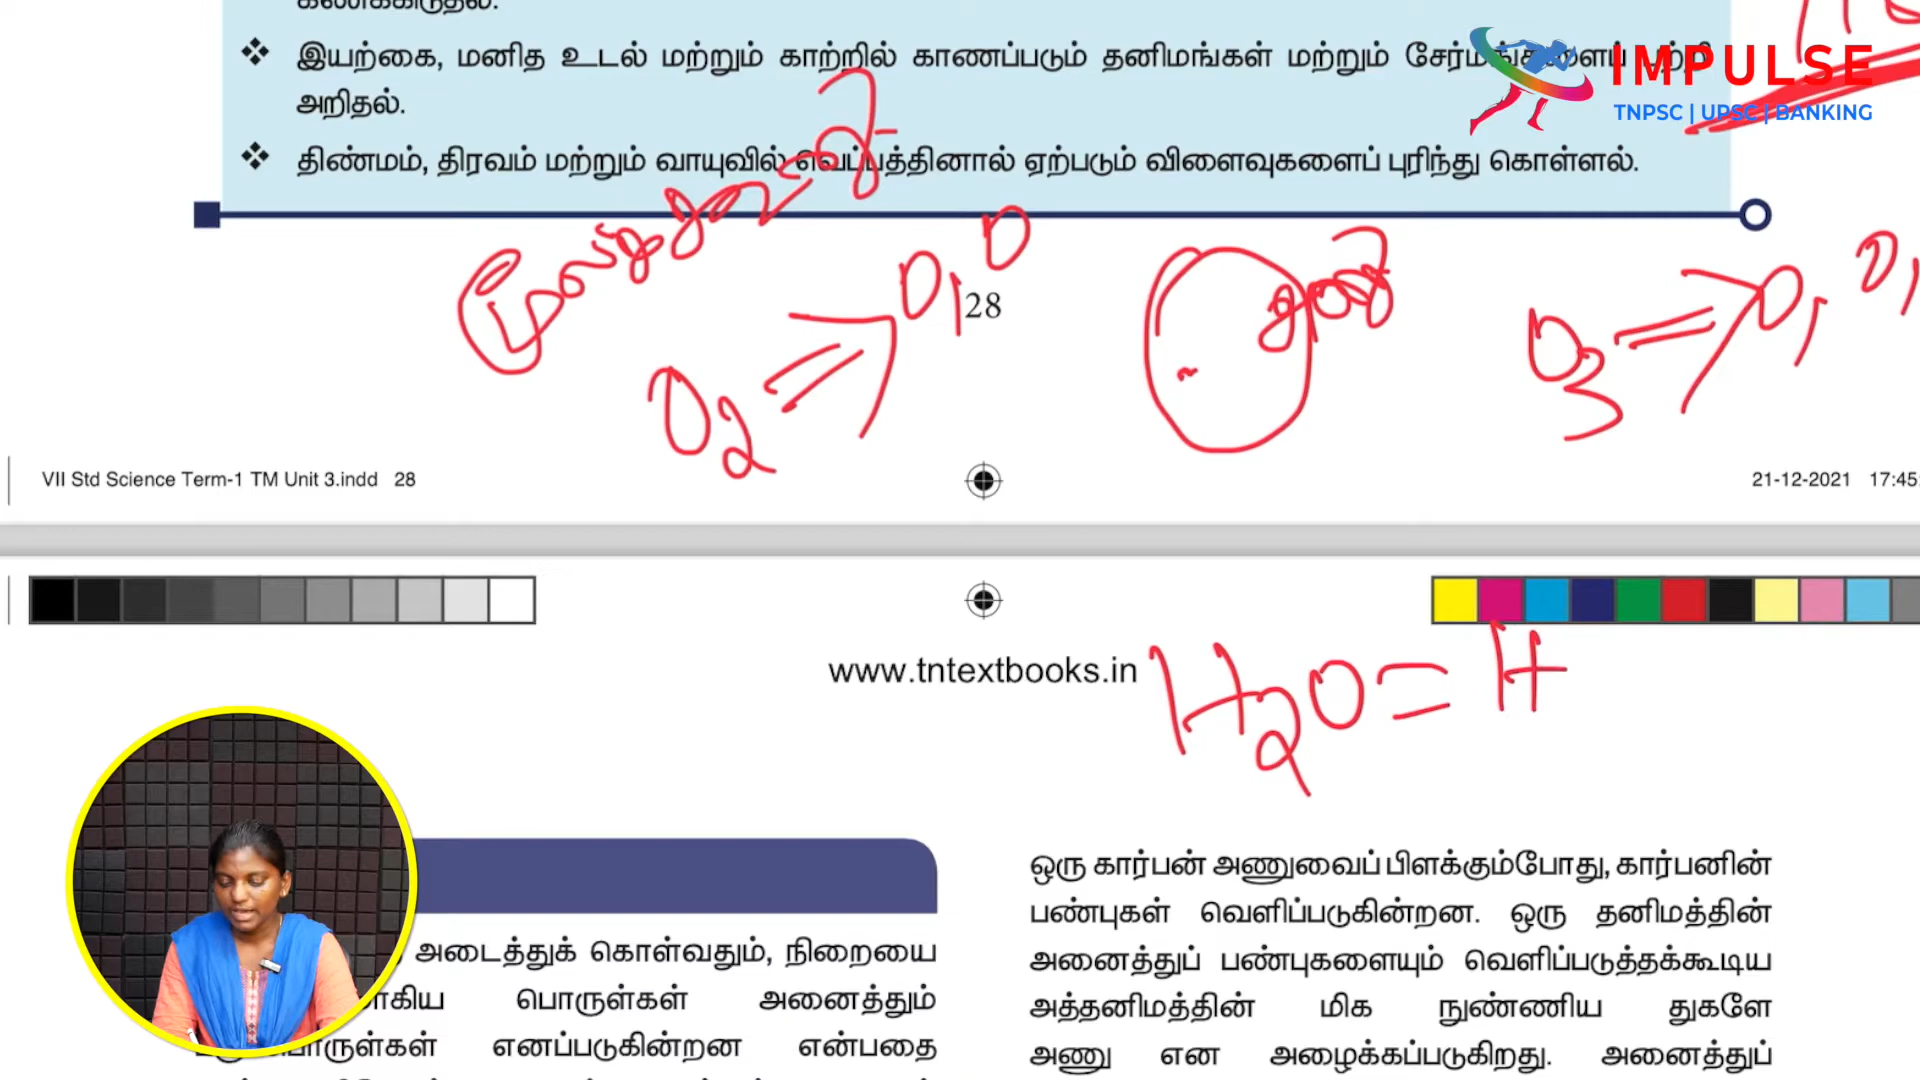 கணக்கிடுதல்.
❖ இயற்கை, மனித உடல் மற்றும் காற்றில் காணப்படும் தனிமங்கள் மற்றும் பற்றி
அறிதல்.
❖ திண்மம், திரவம் மற்றும் வாயுவில் வெப்பத்தினால் ஏற்படும் விளைவுகளைப் புரிந்து கொள்ளல்.
IMPULSE
TNPSC | UPSC | BANKING
O2 ⇒ O, O
28
O3 ⇒ O, O,
VII Std Science Term-1 TM Unit 3.indd 28
21-12-2021 17:45:
www.tntextbooks.in
H2O = H
அடைத்துக் கொள்வதும், நிறையை
பொருள்கள் அனைத்தும்
எனப்படுகின்றன என்பதை
ஒரு கார்பன் அணுவைப் பிளக்கும்போது, கார்பனின்
பண்புகள் வெளிப்படுகின்றன. ஒரு தனிமத்தின்
அனைத்துப் பண்புகளையும் வெளிப்படுத்தக்கூடிய
அத்தனிமத்தின் மிக நுண்ணிய துகளே
அணு என அழைக்கப்படுகிறது. அனைத்துப்